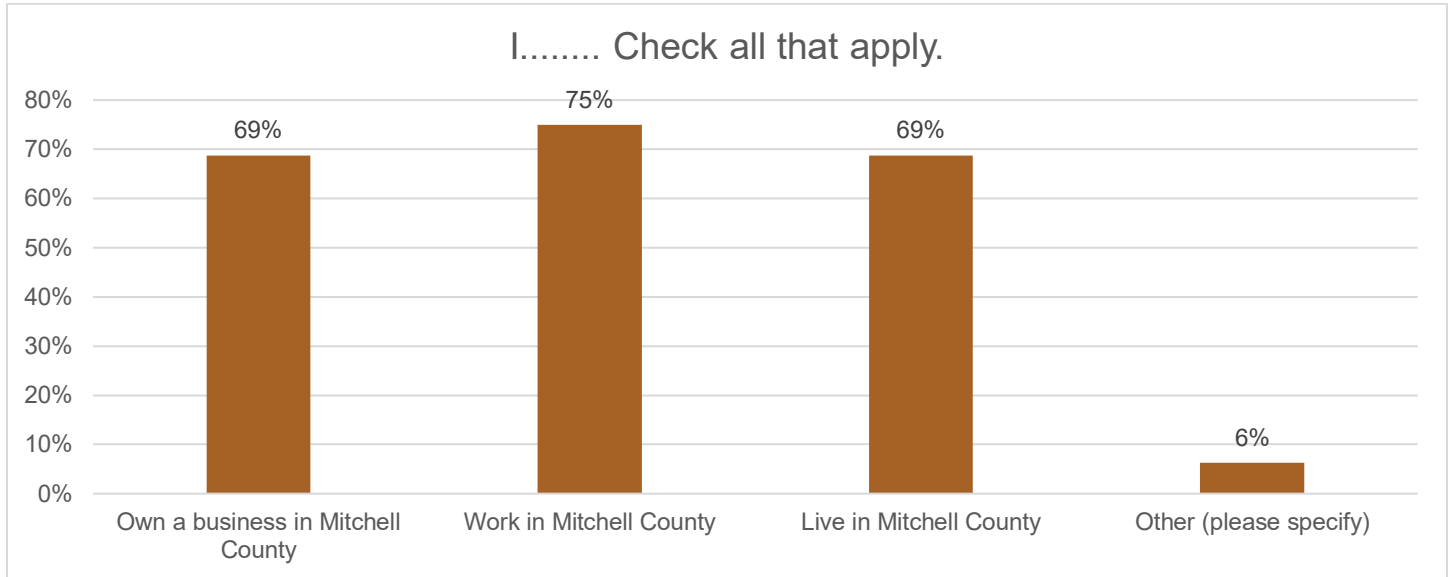 I........ Check all that apply.
80%
70%
60%
50%
40%
30%
20%
10%
0%
69%
75%
69%
6%
Own a business in Mitchell
County
Work in Mitchell County
Live in Mitchell County
Other (please specify)